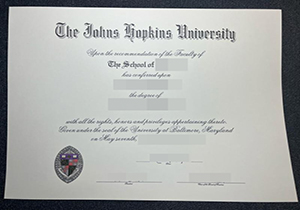 The Johns Hopkins University
Upon the recommendation of the Faculty of
The School of
has conferred upon
the degree of
with all the rights, honors and privileges appertaining thereto.
Given under the seal of the University at Baltimore, Maryland
on May seventh,